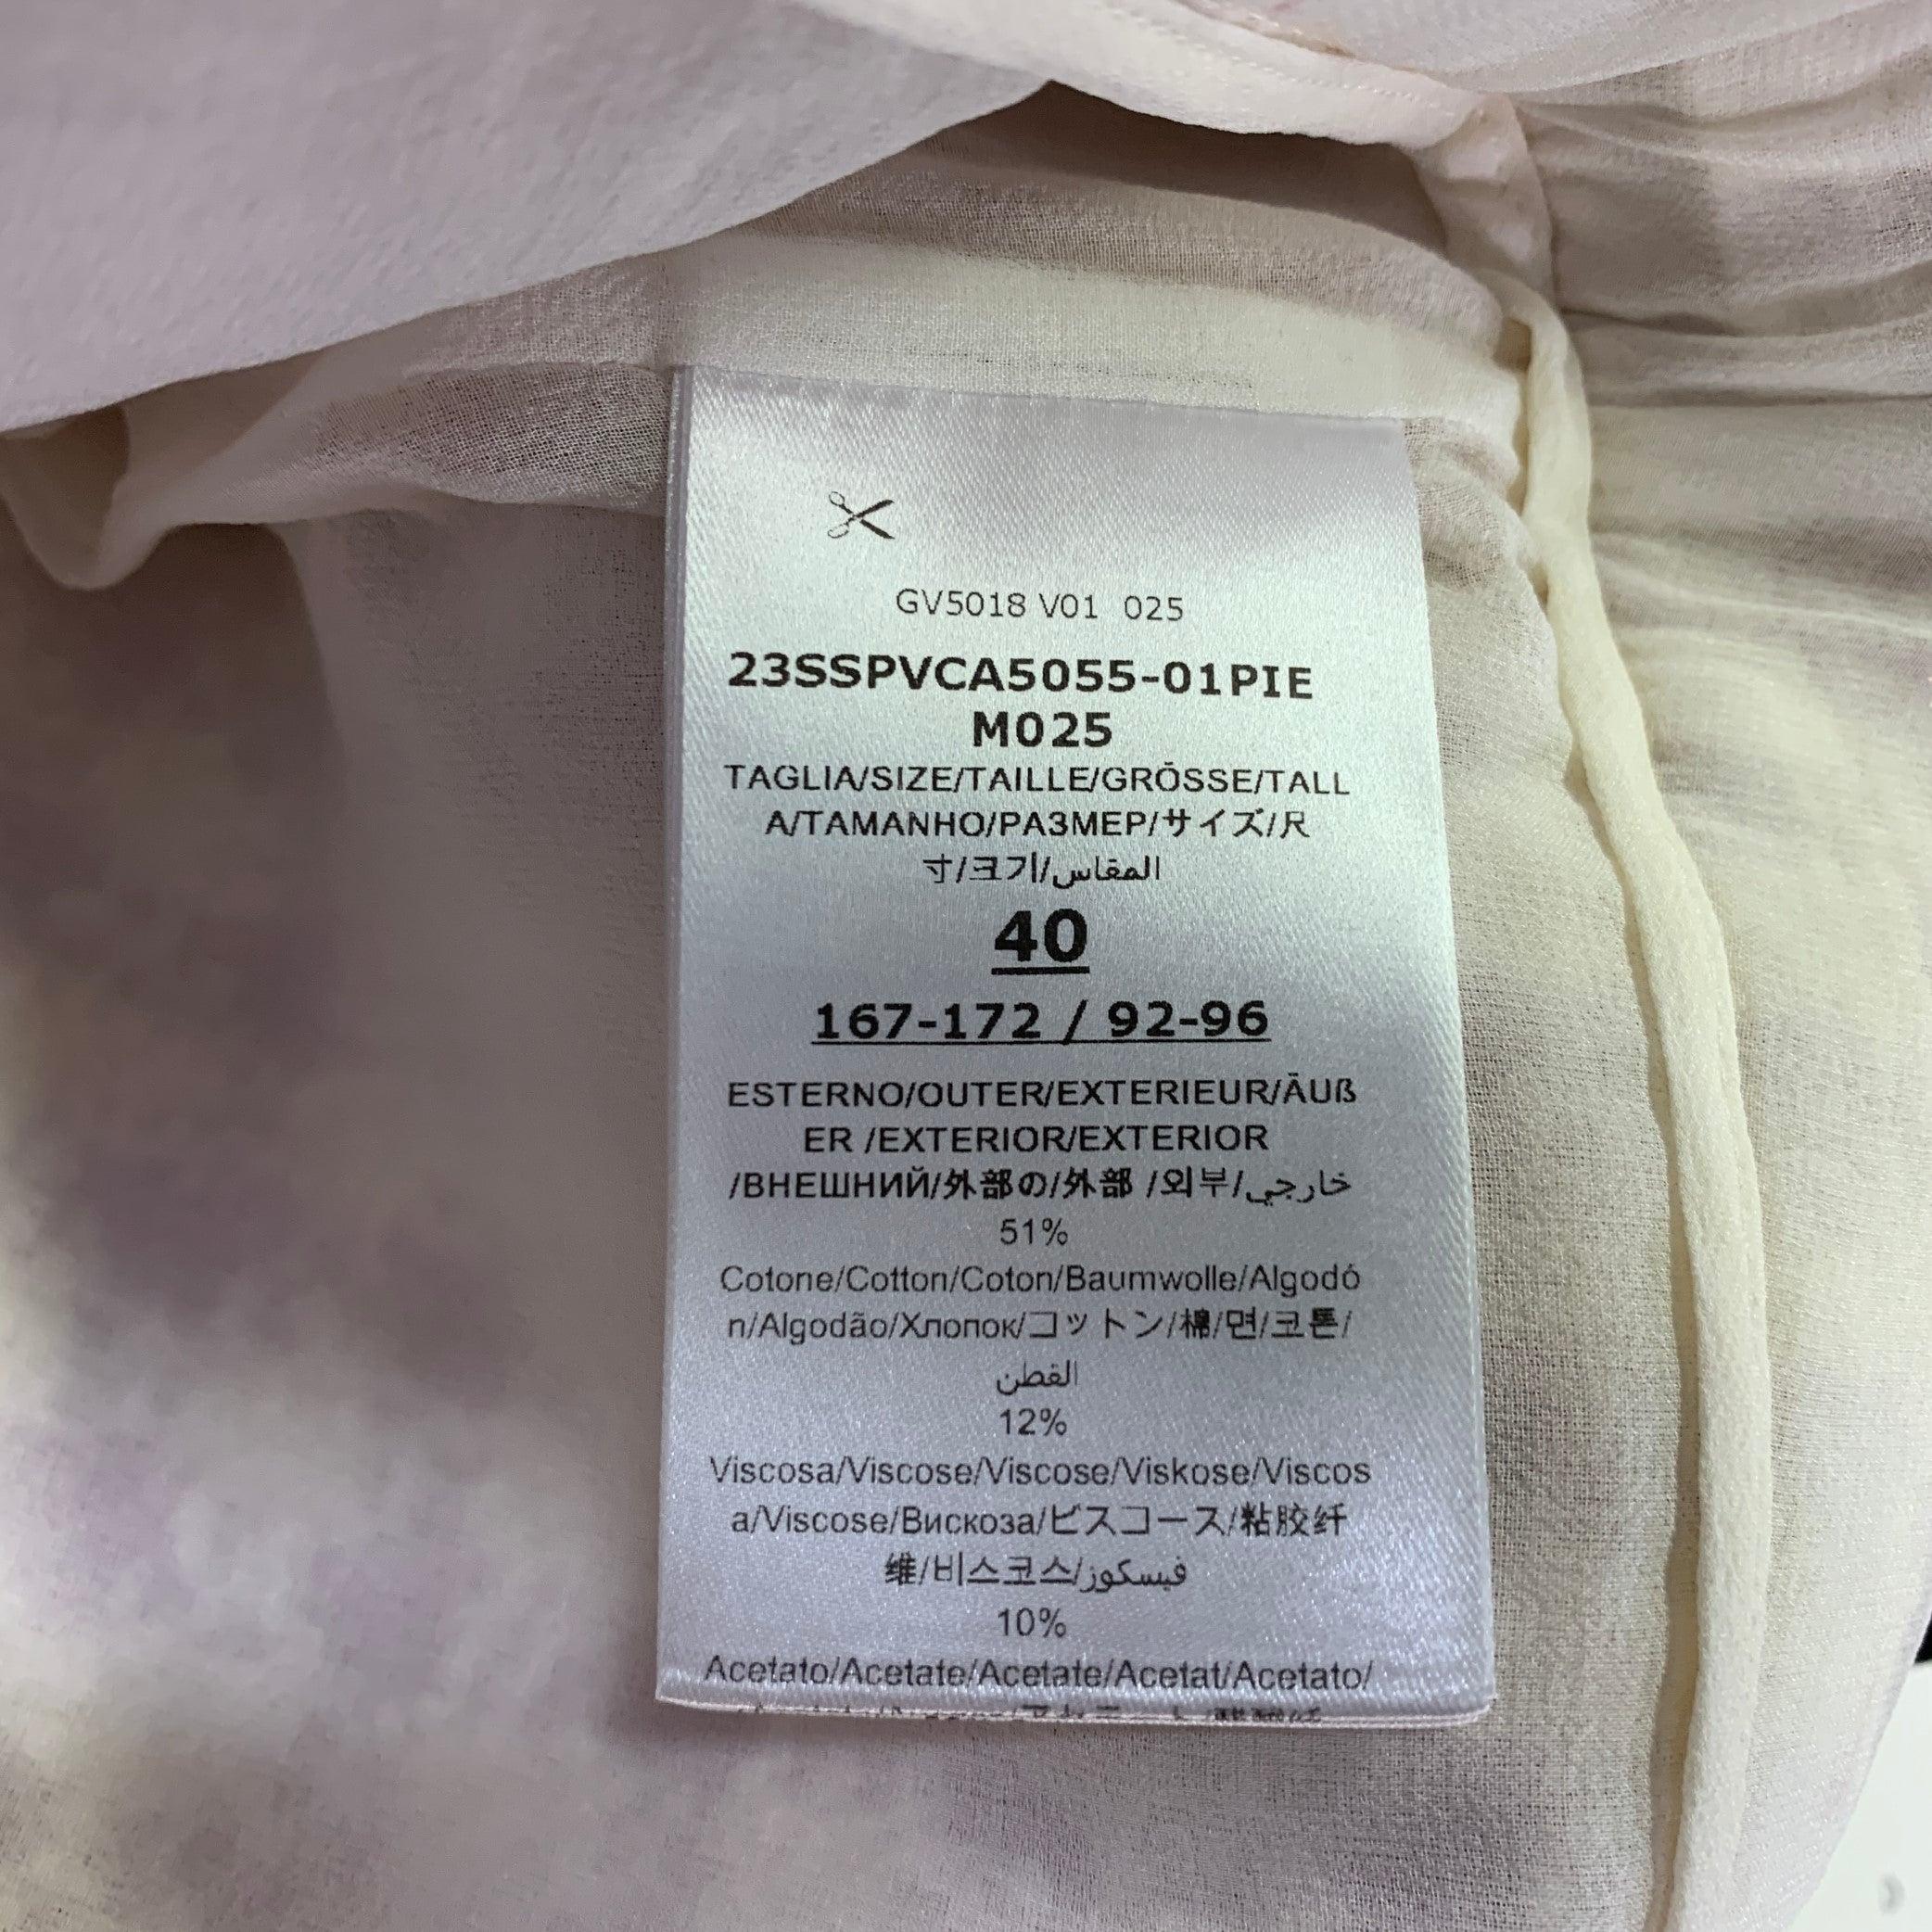 GV5018 V01 025
23SSPVCA5055-01PIE
M025
TAGLIA/SIZE/TAILLE/GRÖSSE/TALL
A/TAMANHO/РАЗМЕР/サイズ/尺
寸/크기/المقاس
40
167-172 / 92-96
ESTERNO/OUTER/EXTERIEUR/ÄUß
ER /EXTERIOR/EXTERIOR
/ВНЕШНИЙ/外部の/外部 /외부/خارجي
51%
Cotone/Cotton/Coton/Baumwolle/Algodó
n/Algodão/Хлопок/コットン/棉/면/코튼/
القطن
12%
Viscosa/Viscose/Viscose/Viskose/Viscos
a/Viscose/Вискоза/ビスコース/粘胶纤
维/비스코스/فيسكوز
10%
Acetato/Acetate/Acetate/Acetat/Acetato/